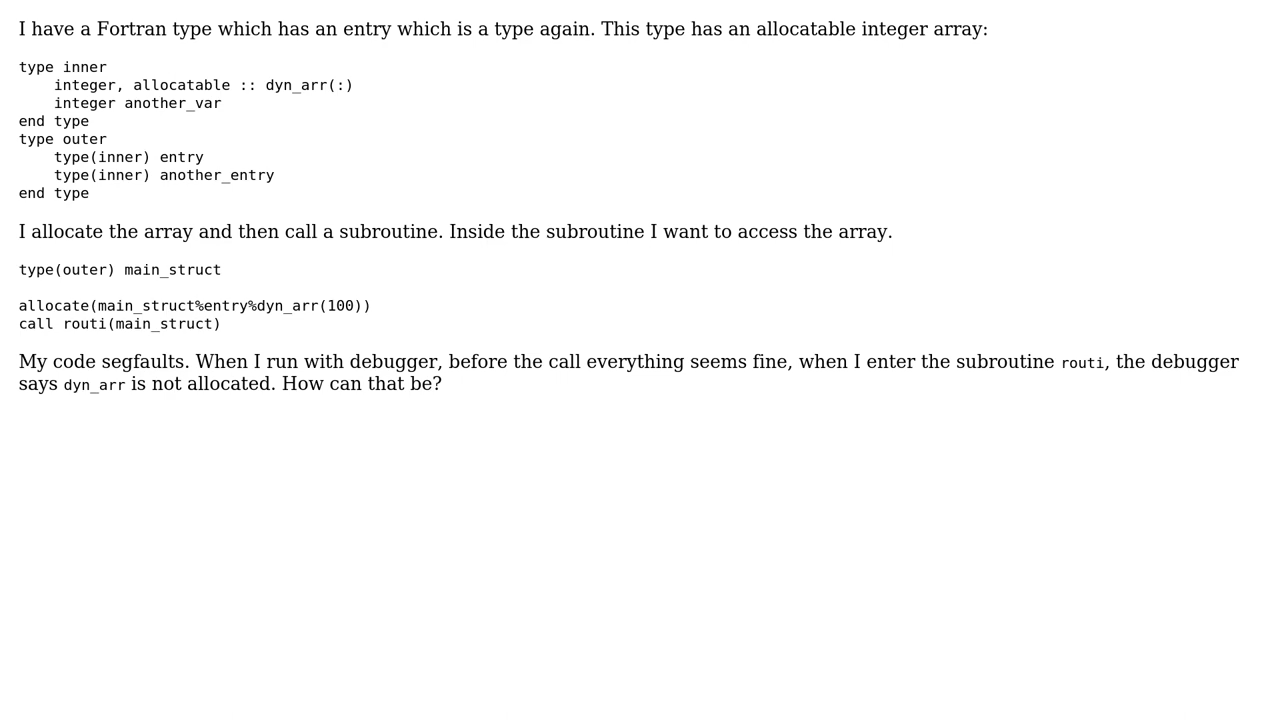 I have a Fortran type which has an entry which is a type again. This type has an allocatable integer array:
type inner
    integer, allocatable :: dyn_arr(:)
    integer another_var
end type
type outer
    type(inner) entry
    type(inner) another_entry
end type
I allocate the array and then call a subroutine. Inside the subroutine I want to access the array.
type(outer) main_struct
allocate(main_struct%entry%dyn_arr(100))
call routi(main_struct)
My code segfaults. When I run with debugger, before the call everything seems fine, when I enter the subroutine routi, the debugger
says dyn_arr is not allocated. How can that be?